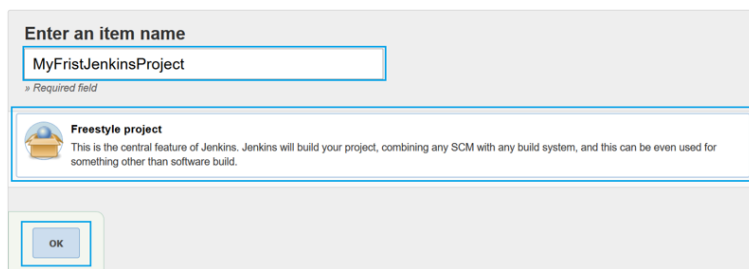 Enter an item name
MyFristJenkinsProject
» Required field
Freestyle project
This is the central feature of Jenkins. Jenkins will build your project, combining any SCM with any build system, and this can be even used for
something other than software build.
OK